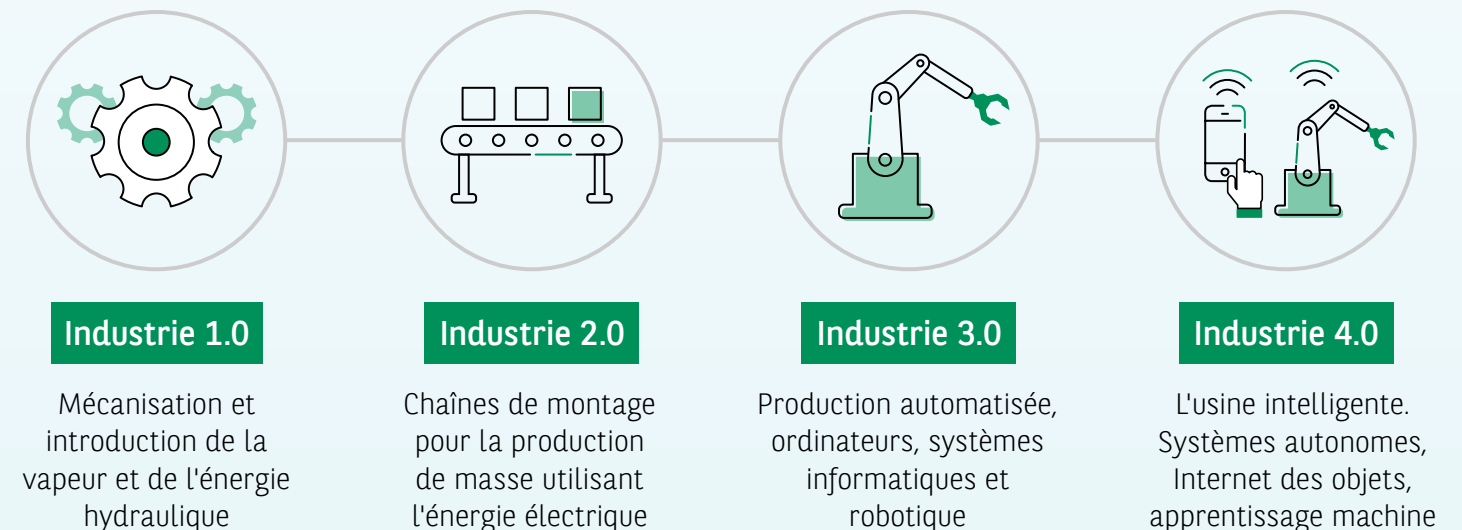 Industrie 1.0
Mécanisation et
introduction de la
vapeur et de l'énergie
hydraulique
Industrie 2.0
Chaînes de montage
pour la production
de masse utilisant
l'énergie électrique
Industrie 3.0
Production automatisée,
ordinateurs, systèmes
informatiques et
robotique
Industrie 4.0
L'usine intelligente.
Systèmes autonomes,
Internet des objets,
apprentissage machine